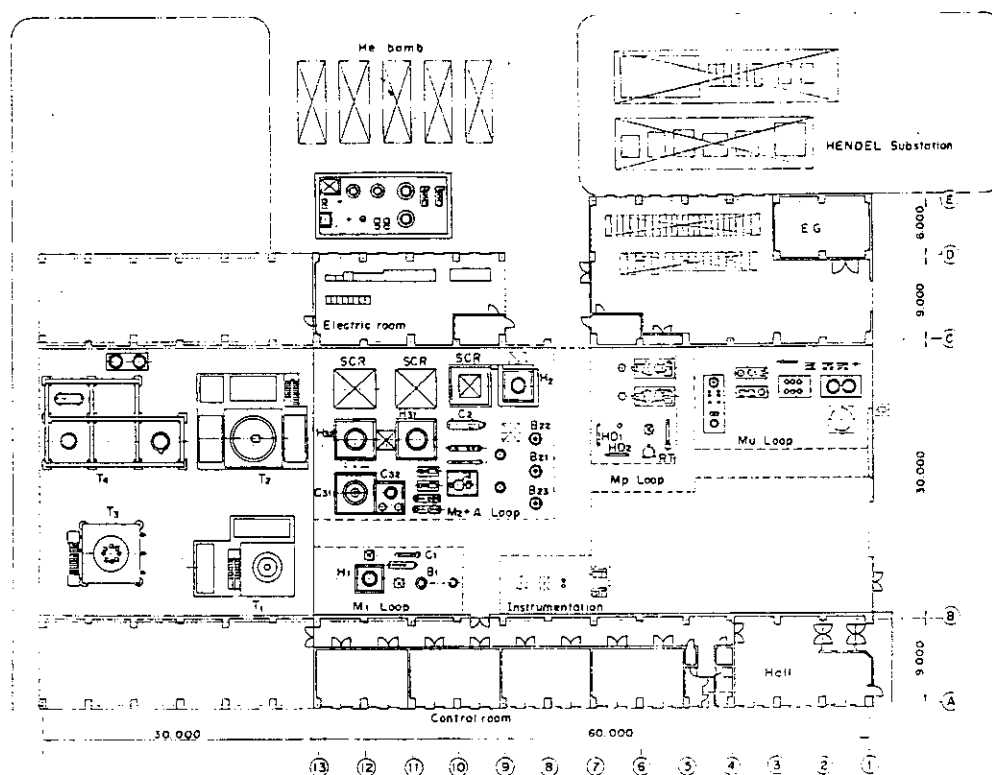 He bomb
HENDEL Substation
E
6.000
EG
D
9.000
Electric room
C
SCR
SCR
SCR
H2
C2
B22
HD1
HD2
RT1
Mu Loop
B21
Mp Loop
30.000
T4
T2
C31
C32
B23
M2+A Loop
T3
C1
H1
B1
T1
M1 Loop
Instrumentation
B
9.000
Hall
A
Control room
30.000
60.000
13
12
11
10
9
8
7
6
5
4
3
2
1